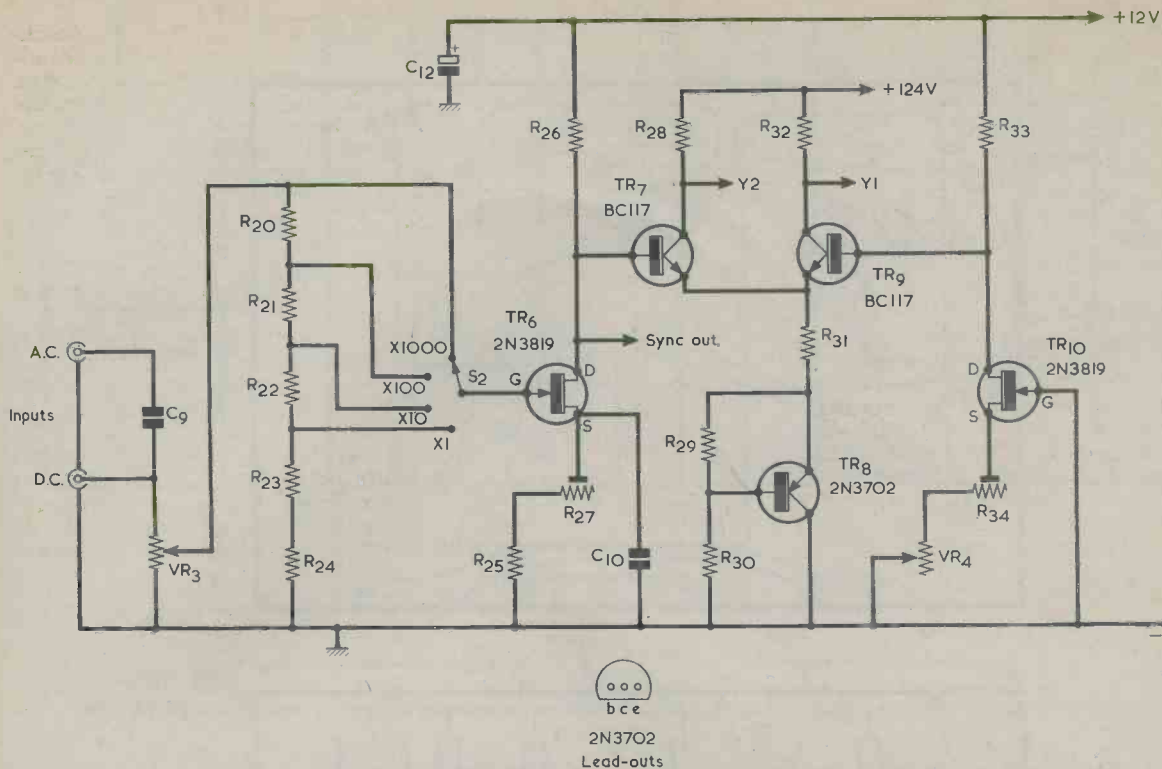 +12V
C12
+
+124V
R26
R28
R32
R33
Y2
Y1
TR7
BC117
R20
TR9
BC117
R21
TR6
2N3819
Sync out.
R31
A.C.
X1000
D
TR10
2N3819
R22
X100
S2
G
D
G
Inputs
C9
X10
S
S
X1
R29
D.C.
TR8
2N3702
R23
R27
R34
VR3
R24
R25
C10
R30
VR4
–
b c e
2N3702
Lead-outs